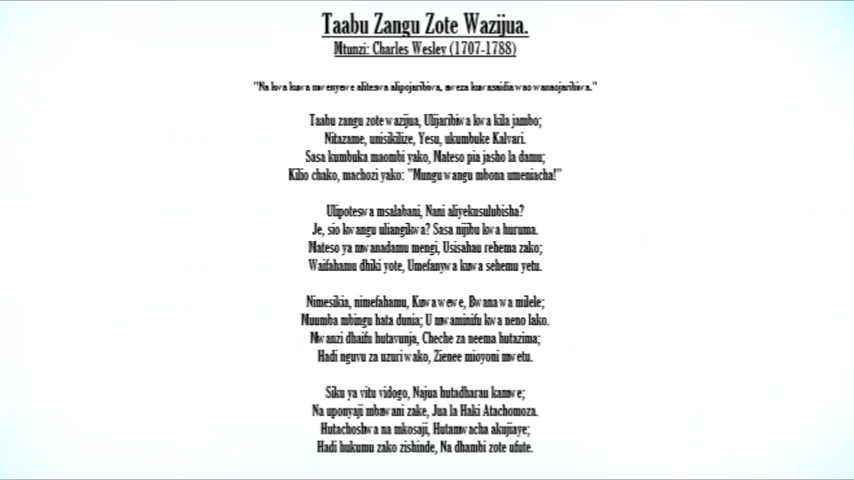 Taabu Zangu Zote Wazijua.
Mtunzi: Charles Wesley (1707-1788)
"Na kwa kuwa mwenyewe aliteswa alipojaribiwa, aweza kuwasaidia wao wanaojaribiwa."
Taabu zangu zote wazijua, Ulijaribiwa kwa kila jambo;
Nitazame, unisikilize, Yesu, ukumbuke Kalvari.
Sasa kumbuka maombi yako, Mateso pia jasho la damu;
Kilio chako, machozi yako: "Mungu wangu mbona umeniacha!"
Ulipoteswa msalabani, Nani aliyekusulubisha?
Je, sio kwangu uliangikwa? Sasa nijibu kwa huruma.
Mateso ya mwanadamu mengi, Usisahau rehema zako;
Waifahamu dhiki yote, Umefanywa kuwa sehemu yetu.
Nimesikia, nimefahamu, Kuwa wewe, Bwana wa milele;
Muumba mbingu hata dunia; U mwaminifu kwa neno lako.
Mwanzi dhaifu hutavunja, Cheche za neema hutazima;
Hadi nguvu za uzuri wako, Zienee mioyoni mwetu.
Siku ya vitu vidogo, Najua hutadharau kamwe;
Na uponyaji mbawani zake, Jua la Haki Atachomoza.
Hutachoshwa na mkosaji, Hutamwacha akujiaye;
Hadi hukumu zako zishinde, Na dhambi zote ufute.